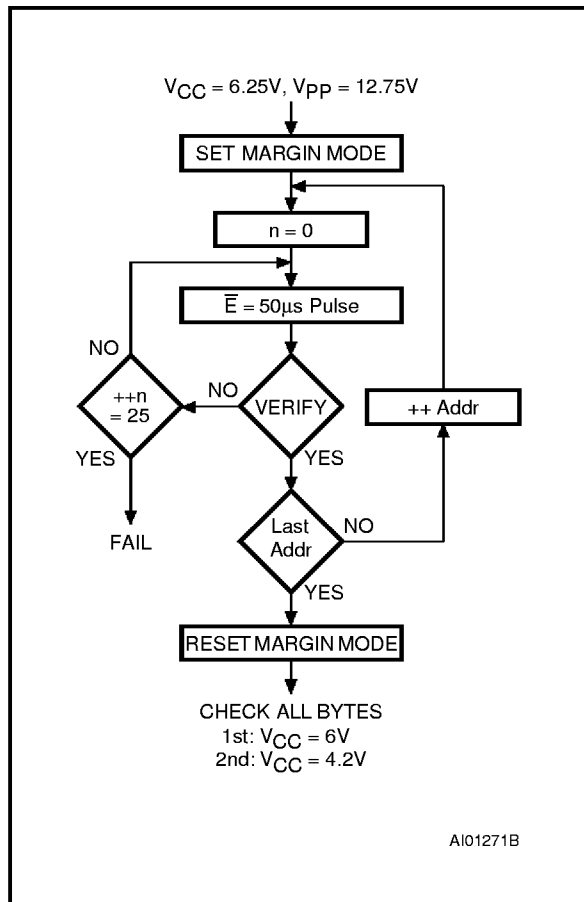 VCC = 6.25V, VPP = 12.75V
SET MARGIN MODE
n = 0
E̅ = 50µs Pulse
NO
++n
= 25
NO
VERIFY
++ Addr
YES
YES
FAIL
Last
Addr
NO
YES
RESET MARGIN MODE
CHECK ALL BYTES
1st: VCC = 6V
2nd: VCC = 4.2V
AI01271B